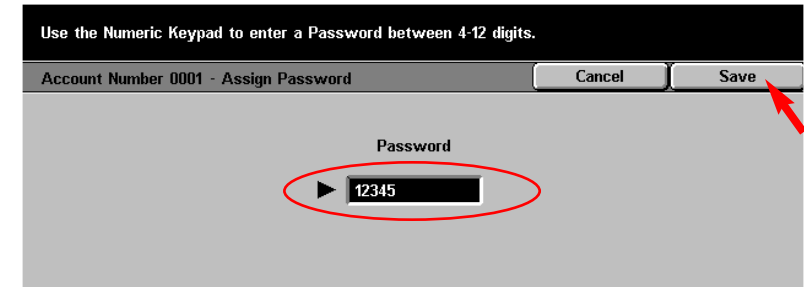 Use the Numeric Keypad to enter a Password between 4-12 digits.
Account Number 0001 - Assign Password Cancel Save
Password
12345